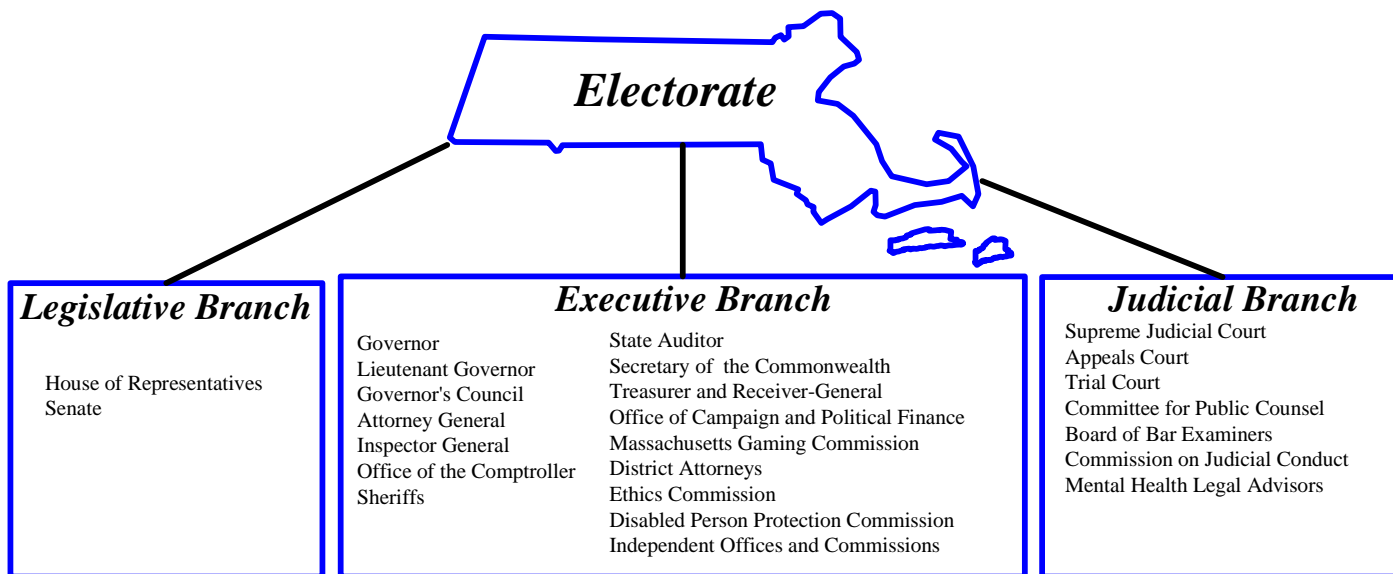 Electorate
Legislative Branch
House of Representatives
Senate
Executive Branch
Governor
Lieutenant Governor
Governor's Council
Attorney General
Inspector General
Office of the Comptroller
Sheriffs
State Auditor
Secretary of the Commonwealth
Treasurer and Receiver-General
Office of Campaign and Political Finance
Massachusetts Gaming Commission
District Attorneys
Ethics Commission
Disabled Person Protection Commission
Independent Offices and Commissions
Judicial Branch
Supreme Judicial Court
Appeals Court
Trial Court
Committee for Public Counsel
Board of Bar Examiners
Commission on Judicial Conduct
Mental Health Legal Advisors